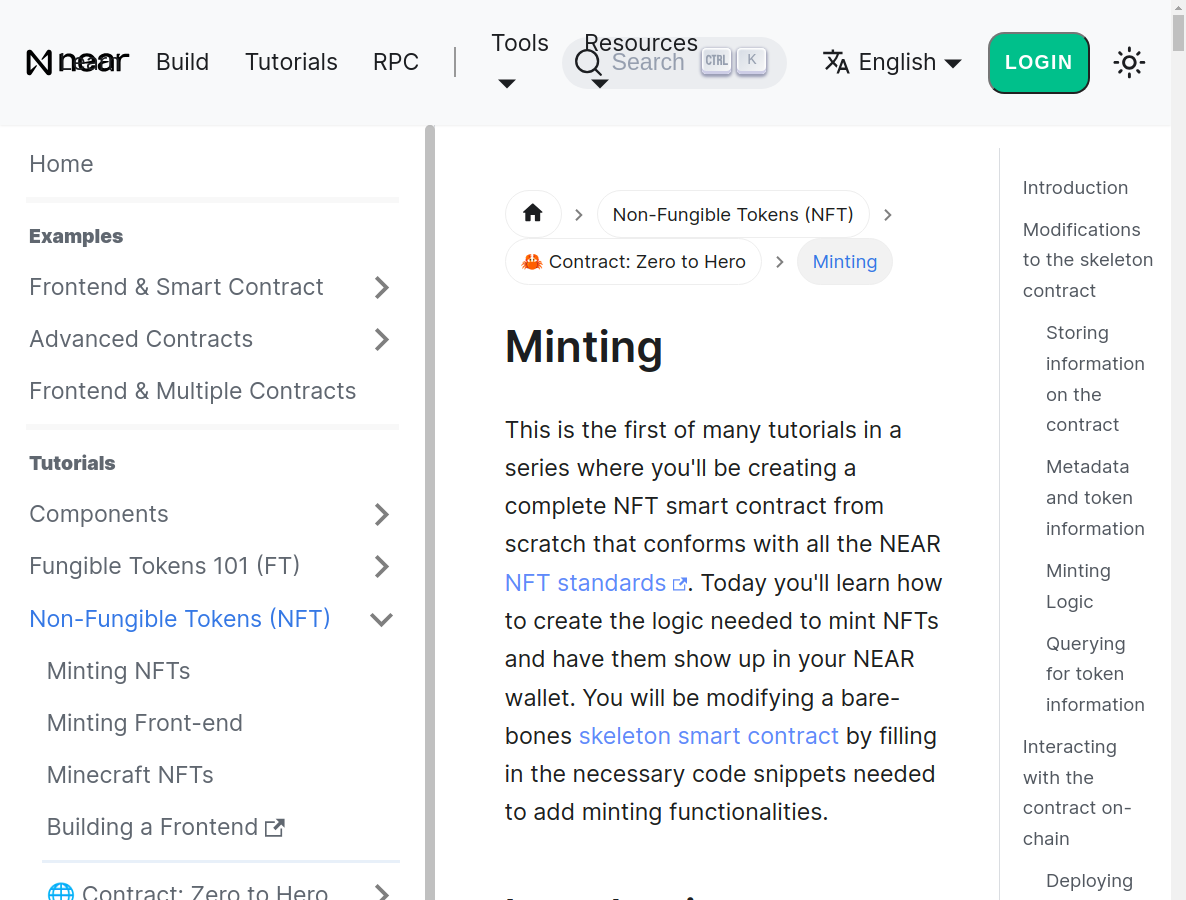 near
Learn
Build
Tutorials
RPC
Tools
Resources
Search
CTRL
K
English
LOGIN
Home
Examples
Frontend & Smart Contract
Advanced Contracts
Frontend & Multiple Contracts
Tutorials
Components
Fungible Tokens 101 (FT)
Non-Fungible Tokens (NFT)
Minting NFTs
Minting Front-end
Minecraft NFTs
Building a Frontend
Contract: Zero to Hero
Non-Fungible Tokens (NFT)
🦀 Contract: Zero to Hero
Minting
Minting
This is the first of many tutorials in a
series where you'll be creating a
complete NFT smart contract from
scratch that conforms with all the NEAR
NFT standards. Today you'll learn how
to create the logic needed to mint NFTs
and have them show up in your NEAR
wallet. You will be modifying a bare-
bones skeleton smart contract by filling
in the necessary code snippets needed
to add minting functionalities.
Introduction
Modifications
to the skeleton
contract
Storing
information
on the
contract
Metadata
and token
information
Minting
Logic
Querying
for token
information
Interacting
with the
contract on-
chain
Deploying